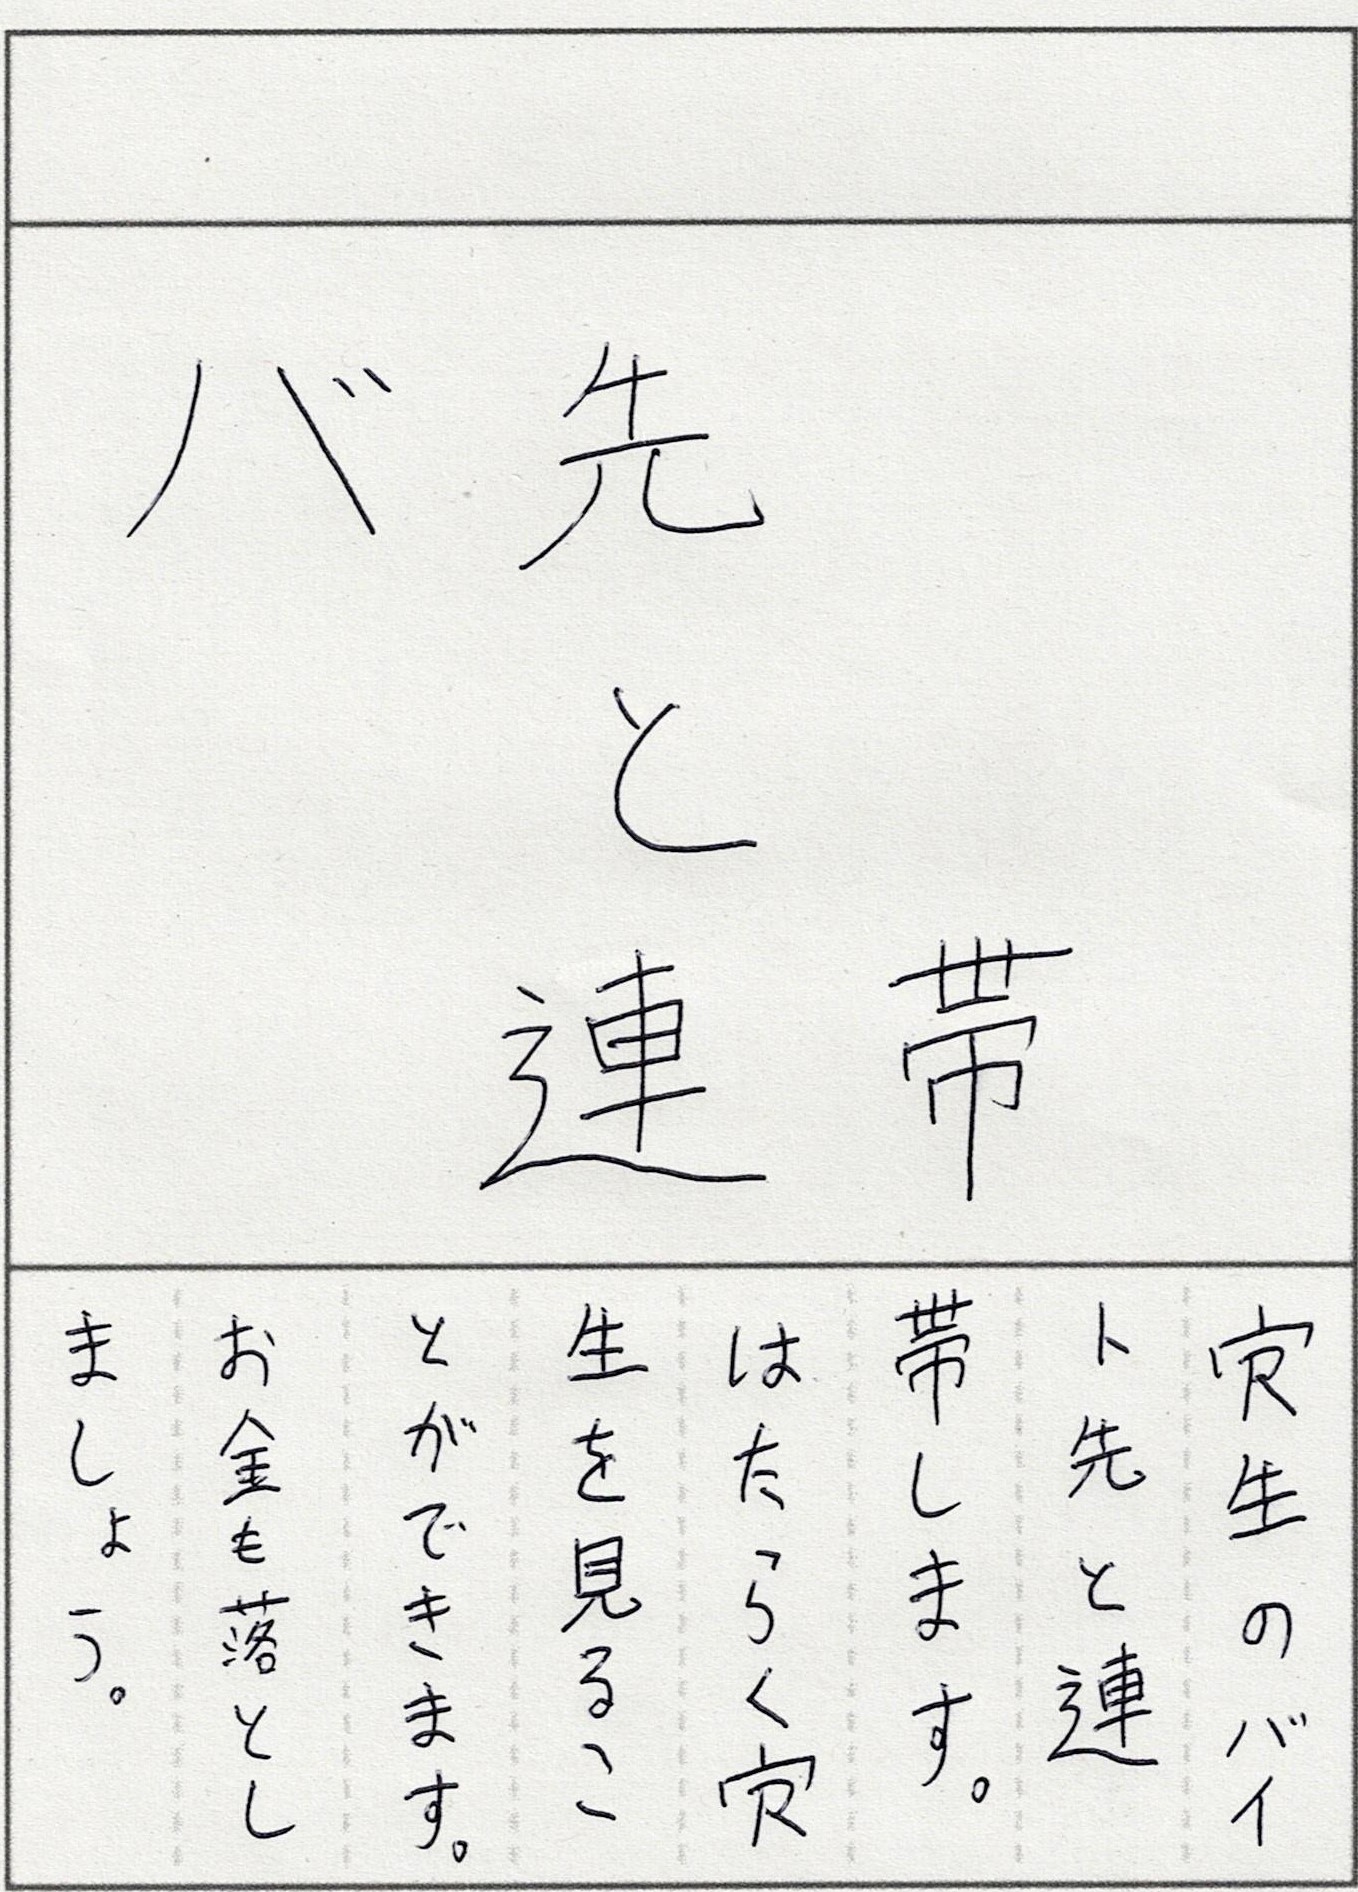 バ先
と
連帯
寮生のバイ
ト先と連
帯します。
はたらく寮
生を見るこ
とができます。
お金も落とし
ましょう。